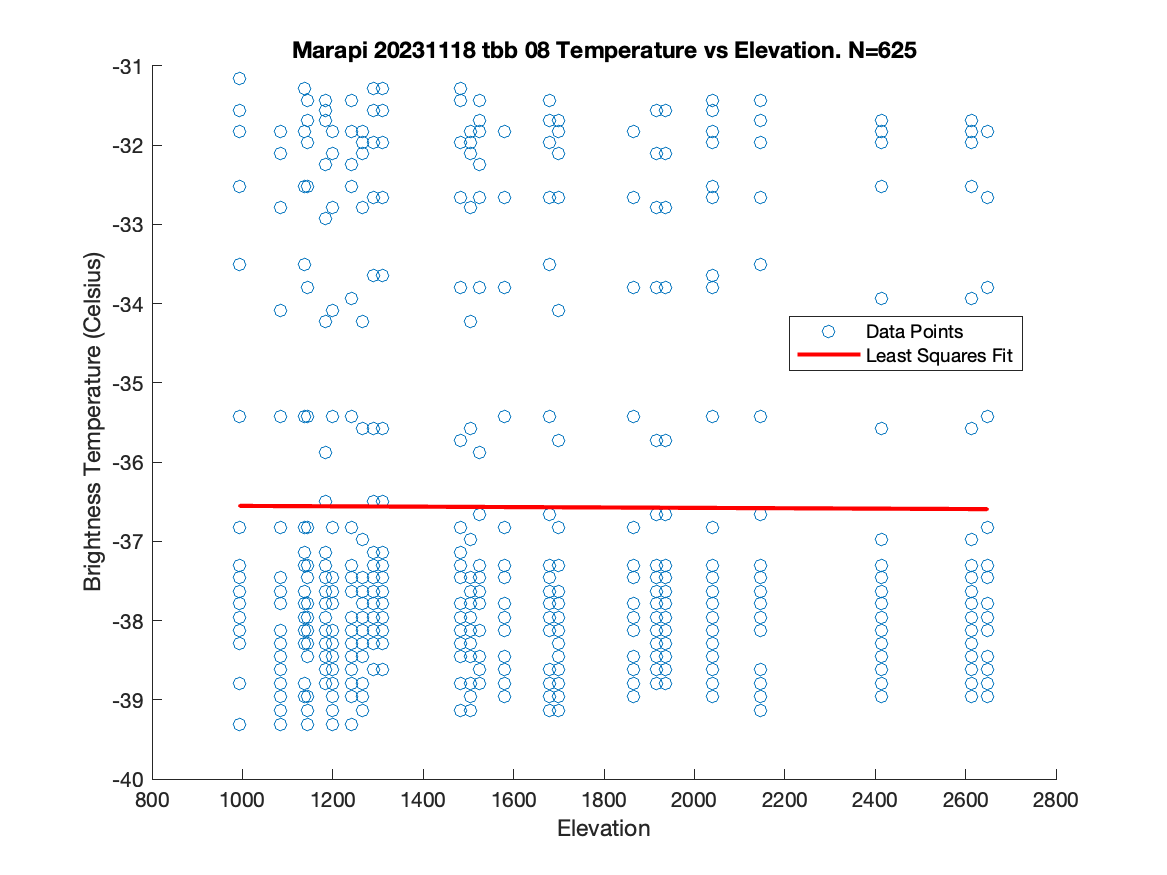 Marapi 20231118 tbb 08 Temperature vs Elevation. N=625
-31
-32
-33
-34
-35
-36
-37
-38
-39
-40
Brightness Temperature (Celsius)
Data Points
Least Squares Fit
800 1000 1200 1400 1600 1800 2000 2200 2400 2600 2800
Elevation